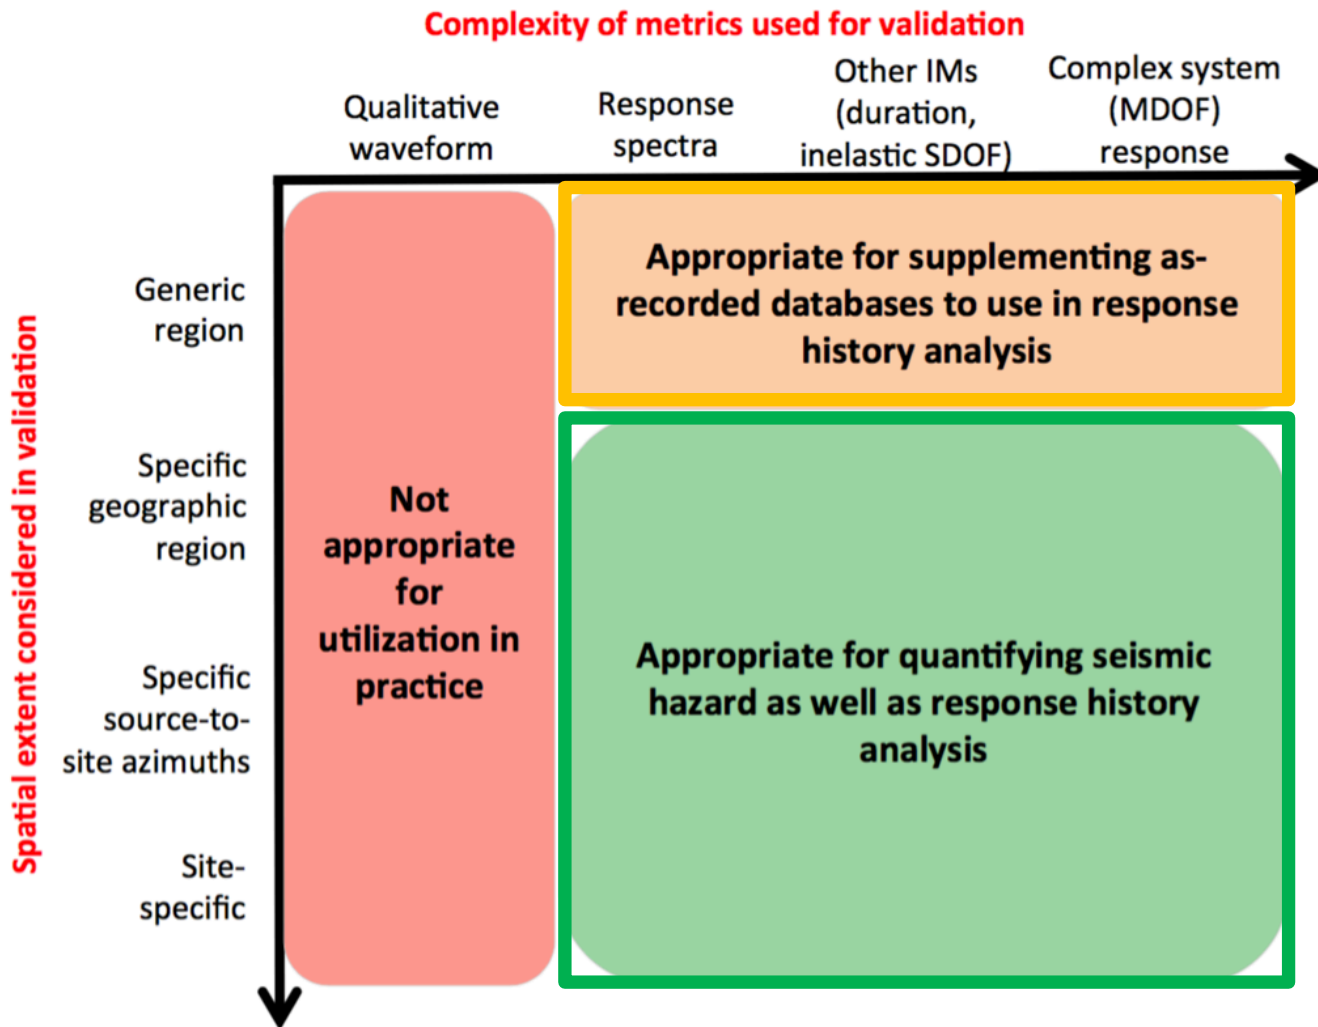 Complexity of metrics used for validation
Qualitative
waveform
Response
spectra
Other IMs
(duration,
inelastic SDOF)
Complex system
(MDOF)
response
Spatial extent considered in validation
Generic
region
Specific
geographic
region
Specific
source-to-
site azimuths
Site-
specific
Not
appropriate
for
utilization in
practice
Appropriate for supplementing as-
recorded databases to use in response
history analysis
Appropriate for quantifying seismic
hazard as well as response history
analysis